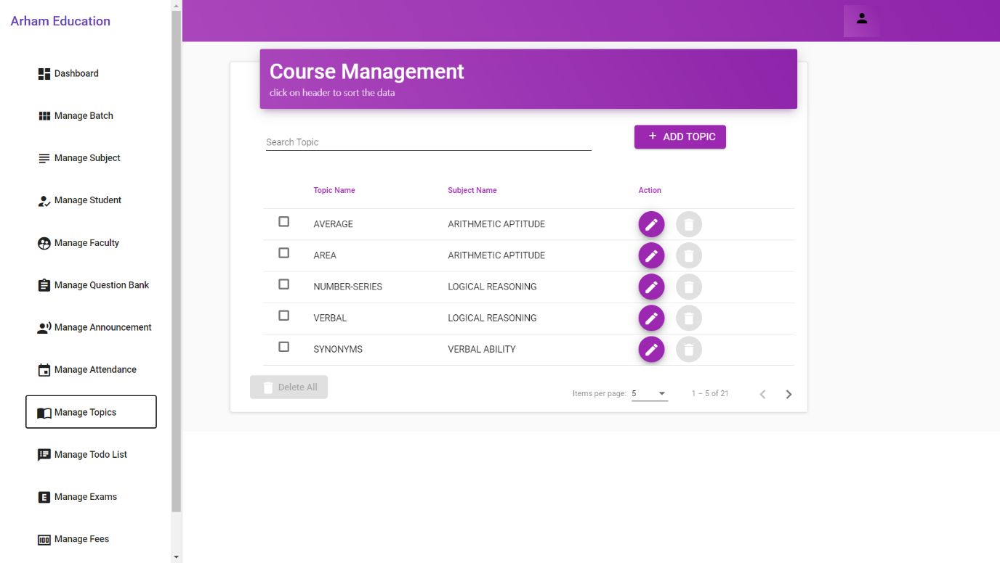 Arham Education
Dashboard
Manage Batch
Manage Subject
Manage Student
Manage Faculty
Manage Question Bank
Manage Announcement
Manage Attendance
Manage Topics
Manage Todo List
E Manage Exams
100 Manage Fees
Course Management
click on header to sort the data
Search Topic
+ ADD TOPIC
Topic Name Subject Name Action
AVERAGE ARITHMETIC APTITUDE
AREA ARITHMETIC APTITUDE
NUMBER-SERIES LOGICAL REASONING
VERBAL LOGICAL REASONING
SYNONYMS VERBAL ABILITY
Delete All
Items per page: 5 1 – 5 of 21